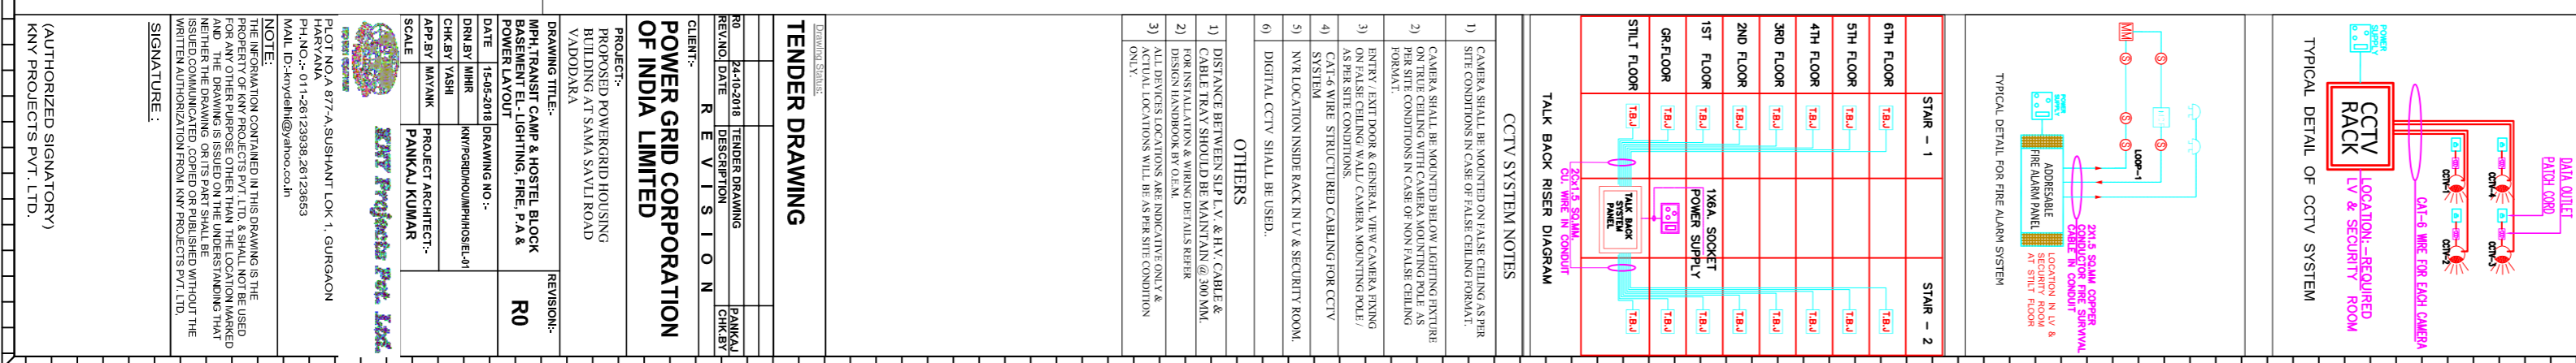 DATA OUTLET
PATCH CORD
CAT-6 WIRE FOR EACH CAMERA
CCTV-4
CCTV-3
CCTV-1
CCTV-2
POWER
SUPPLY
CCTV
RACK
LOCATION:-REQUIRED
LV & SECURITY ROOM
TYPICAL DETAIL OF CCTV SYSTEM
MM
S
S
S
S
LOOP-1
POWER
SUPPLY
ADDRESABLE
FIRE ALARM PANEL
2X1.5 SQ.MM COPPER
CONDUCTOR FIRE SURVIVAL
CABLE IN CONDUIT
LOCATION IN LV &
SECURITY ROOM
AT STILT FLOOR
TYPICAL DETAIL FOR FIRE ALARM SYSTEM
STAIR - 1
STAIR - 2
6TH FLOOR T.B.J T.B.J
5TH FLOOR T.B.J T.B.J
4TH FLOOR T.B.J T.B.J
3RD FLOOR T.B.J T.B.J
2ND FLOOR T.B.J T.B.J
1ST FLOOR T.B.J T.B.J
GR.FLOOR T.B.J T.B.J
STILT FLOOR T.B.J T.B.J
1X6A. SOCKET
POWER SUPPLY
TALK BACK
SYSTEM
PANEL
2CX1.5 SQ.MM.
CU. WIRE IN CONDUIT
TALK BACK RISER DIAGRAM
CCTV SYSTEM NOTES
1) CAMERA SHALL BE MOUNTED ON FALSE CEILING AS PER
SITE CONDITIONS IN CASE OF FALSE CEILING FORMAT.
2) CAMERA SHALL BE MOUNTED BELOW LIGHTING FIXTURE
ON TRUE CEILING WITH CAMERA MOUNTING POLE AS
PER SITE CONDITIONS IN CASE OF NON FALSE CEILING
FORMAT.
3) ENTRY / EXIT DOOR & GENERAL VIEW CAMERA FIXING
ON FALSE CEILING/ WALL/ CAMERA MOUNTING POLE /
AS PER SITE CONDITIONS.
4) CAT-6 WIRE STRUCTURED CABLING FOR CCTV
SYSTEM
5) NVR LOCATION INSIDE RACK IN LV & SECURITY ROOM.
6) DIGITAL CCTV SHALL BE USED..
OTHERS
1) DISTANCE BETWEEN SEP L.V. & H.V. CABLE &
CABLE TRAY SHOULD BE MAINTAIN @ 300 MM.
2) FOR INSTALATION & WIRING DETAILS REFER
DESIGN HANDBOOK BY O.E.M.
3) ALL DEVICES LOCATIONS ARE INDICATIVE ONLY &
ACTUAL LOCATIONS WILL BE AS PER SITE CONDITION
ONLY.
Drawing Status:
TENDER DRAWING
R0 24-10-2018 TENDER DRAWING PANKAJ
REV.NO. DATE DESCRIPTION CHK.BY
R E V I S I O N
CLIENT:-
POWER GRID CORPORATION
OF INDIA LIMITED
PROJECT:-
PROPOSED POWERGRID HOUSING
BUILDING AT SAMA SAVLI ROAD
VADODARA
DRAWING TITLE:-
MPH,TRANSIT CAMP & HOSTEL BLOCK
BASEMENT EL- LIGHTING, FIRE, P.A &
POWER LAYOUT
REVISION:-
R0
DATE 15-05-2018 DRAWING NO :-
DRN.BY MIHIR KNY/PGRID/HOU/MPH/HOS/EL-01
CHK.BY YASHI
APP.BY MAYANK PROJECT ARCHITECT:-
SCALE PANKAJ KUMAR
KNY Projects Pvt. Ltd.
PLOT NO.A 877-A,SUSHANT LOK 1, GURGAON
HARYANA
PH.NO.:- 011-26123338,26123653
MAIL ID:-knydelhi@yahoo.co.in
NOTE:
THE INFORMATION CONTAINED IN THIS DRAWING IS THE
PROPERTY OF KNY PROJECTS PVT. LTD, & SHALL NOT BE USED
FOR ANY OTHER PURPOSE OTHER THAN THE LOCATION MARKED
AND THE DRAWING IS ISSUED ON THE UNDERSTANDING THAT
NEITHER THE DRAWING OR ITS PART SHALL BE
ISSUED,COMMUNICATED ,COPIED OR PUBLISHED WITHOUT THE
WRITTEN AUTHORIZATION FROM KNY PROJECTS PVT. LTD,
SIGNATURE :
(AUTHORIZED SIGNATORY)
KNY PROJECTS PVT. LTD.